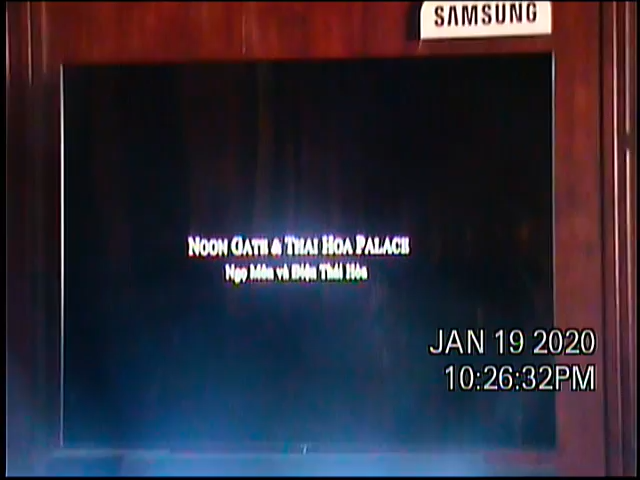 SAMSUNG
NOON GATE & THAI HOA PALACE
Ngọ Môn và Điện Thái Hòa
JAN 19 2020
10:26:32PM